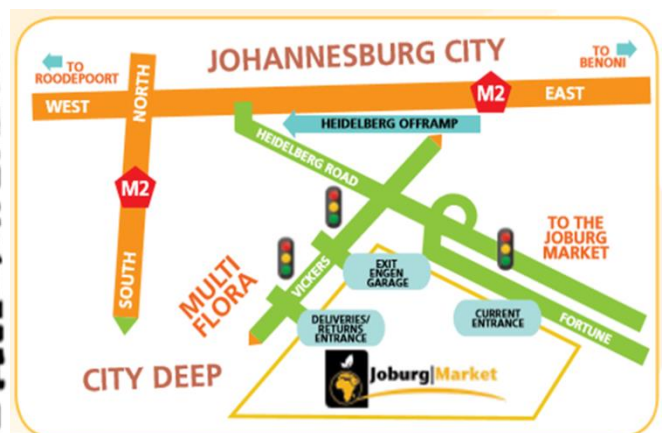 JOHANNESBURG CITY
TO
ROODEPOORT
TO
BENONI
WEST
NORTH
M2
EAST
HEIDELBERG OFFRAMP
HEIDELBERG ROAD
M2
SOUTH
MULTI
FLORA
VICKERS
EXIT
ENGEN
GARAGE
TO THE
JOBURG
MARKET
DELIVERIES/
RETURNS
ENTRANCE
CURRENT
ENTRANCE
FORTUNE
CITY DEEP
Joburg|Market